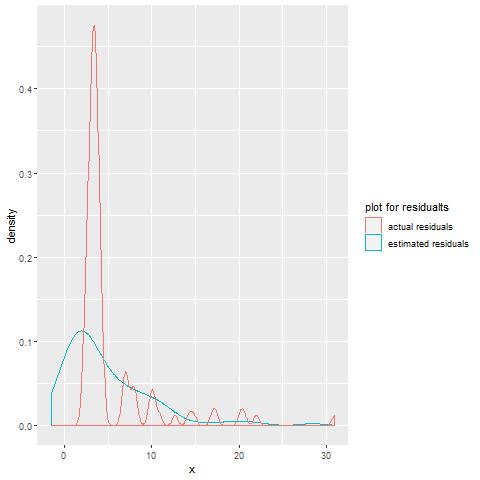 0.4
0.3
0.2
0.1
0.0
density
0
10
20
30
x
plot for residualts
actual residuals
estimated residuals